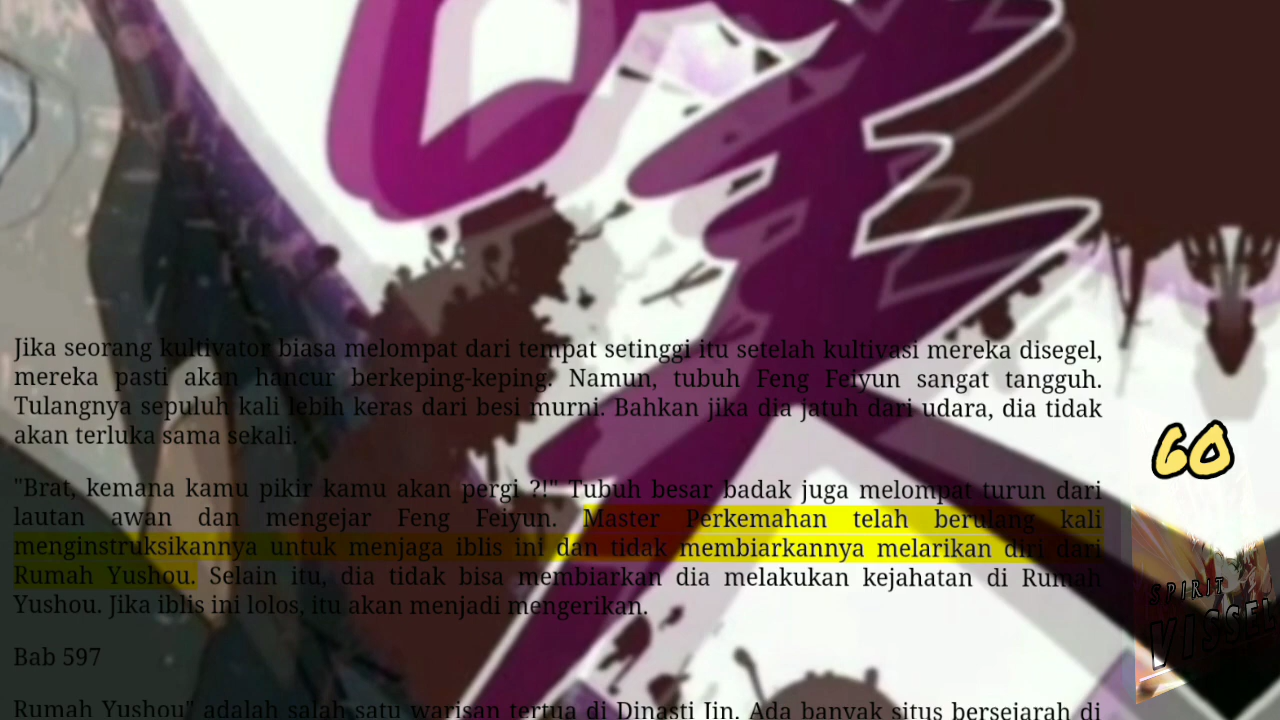 Jika seorang kultivator biasa melompat dari tempat setinggi itu setelah kultivasi mereka disegel,
mereka pasti akan hancur berkeping-keping. Namun, tubuh Feng Feiyun sangat tangguh.
Tulangnya sepuluh kali lebih keras dari besi murni. Bahkan jika dia jatuh dari udara, dia tidak
akan terluka sama sekali.
"Brat, kemana kamu pikir kamu akan pergi ?!" Tubuh besar badak juga melompat turun dari
lautan awan dan mengejar Feng Feiyun. Master Perkemahan telah berulang kali
menginstruksikannya untuk menjaga iblis ini dan tidak membiarkannya melarikan diri dari
Rumah Yushou. Selain itu, dia tidak bisa membiarkan dia melakukan kejahatan di Rumah
Yushou. Jika iblis ini lolos, itu akan menjadi mengerikan.
Bab 597
Rumah Yushou" adalah salah satu warisan tertua di Dinasti Jin. Ada banyak situs bersejarah di
60
SPIRIT
VISSEL